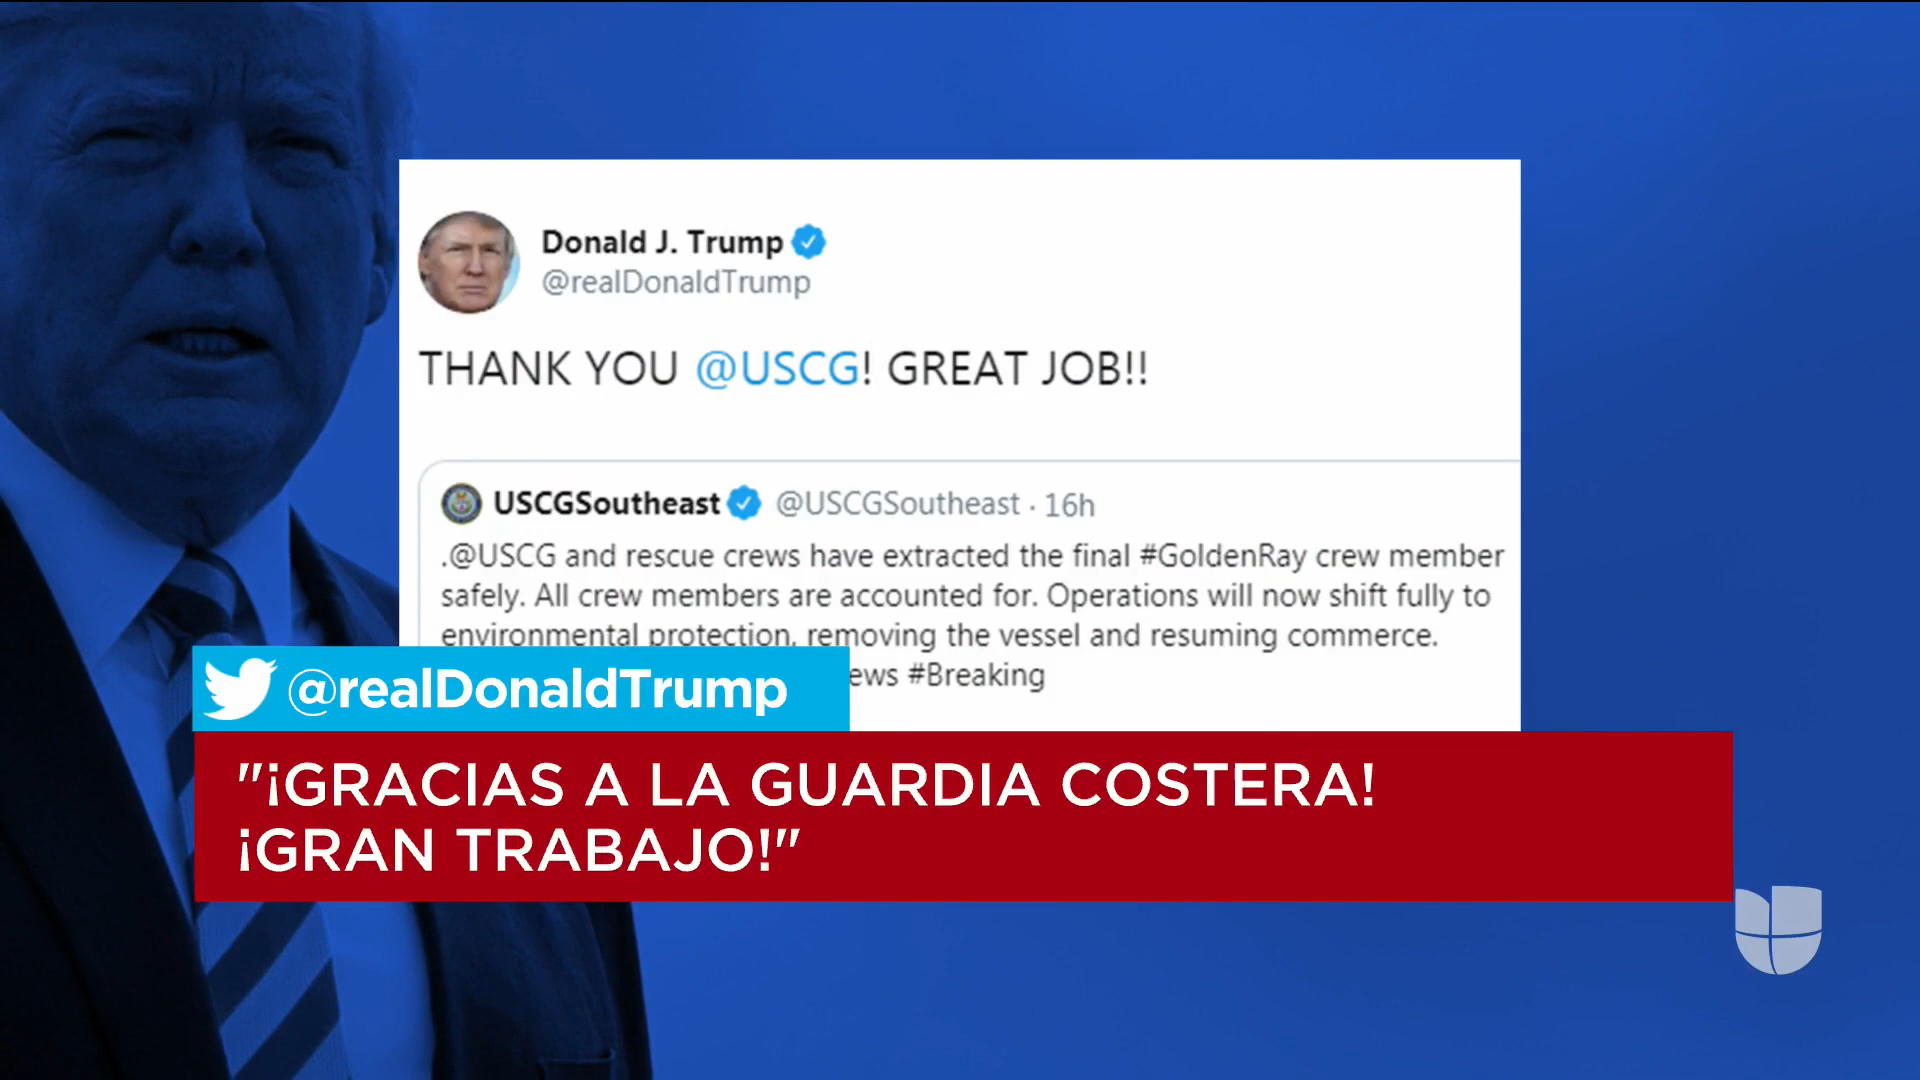 Donald J. Trump
@realDonaldTrump
THANK YOU @USCG! GREAT JOB!!
USCGSoutheast @USCGSoutheast · 16h
.@USCG and rescue crews have extracted the final #GoldenRay crew member
safely. All crew members are accounted for. Operations will now shift fully to
environmental protection, removing the vessel and resuming commerce.
#Breaking
@realDonaldTrump
"¡GRACIAS A LA GUARDIA COSTERA!
¡GRAN TRABAJO!"